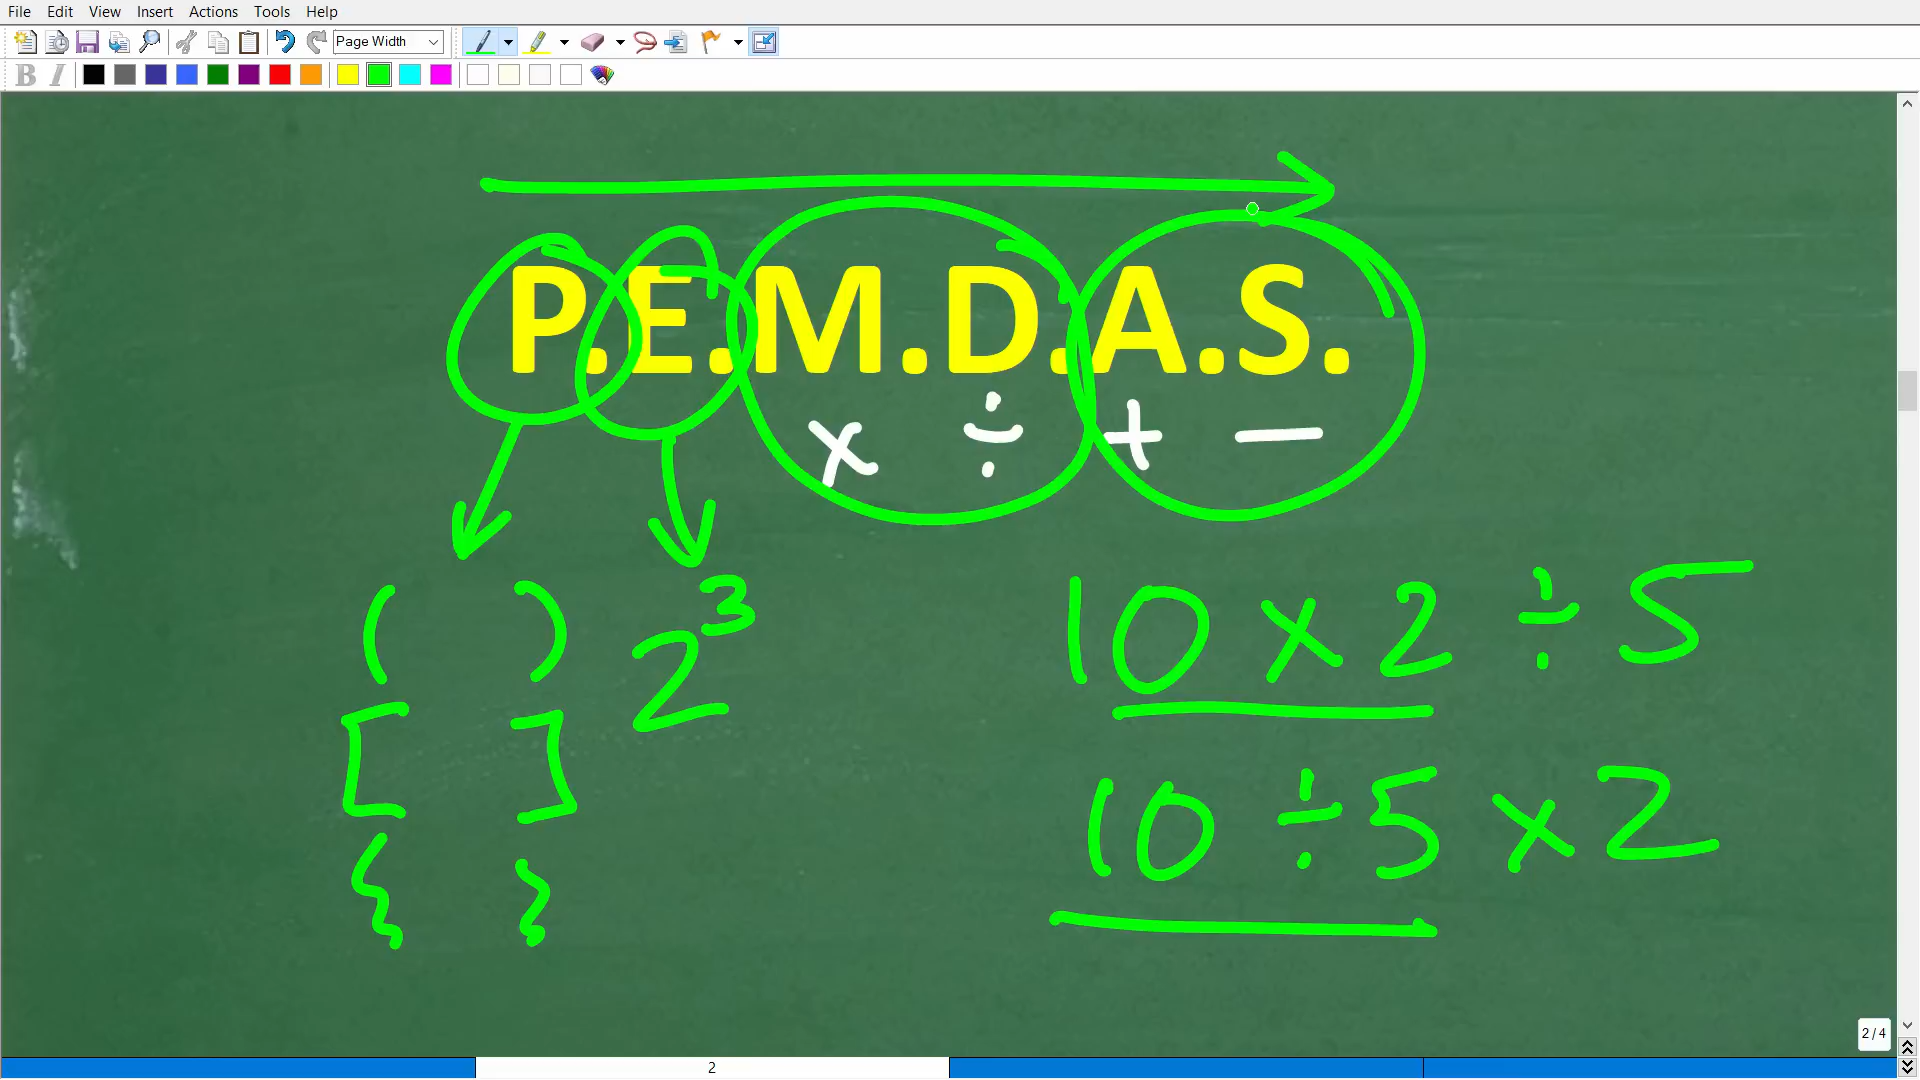 File Edit View Insert Actions Tools Help
Page Width
B I
P.E.M.D.A.S.
× ÷ + −
( ) 2³ 10 × 2 ÷ 5
[ ]
10 ÷ 5 × 2
{ }
2 / 4
2